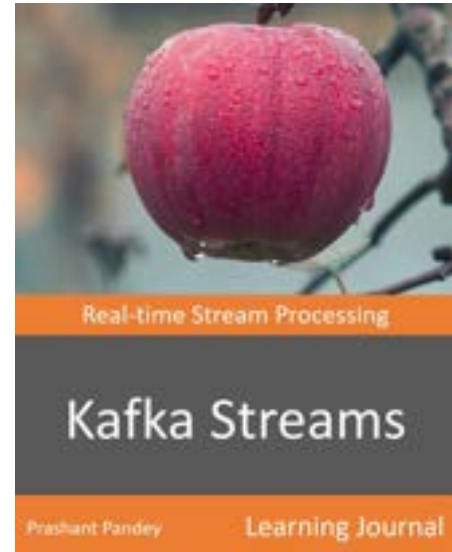 Real-time Stream Processing
Kafka Streams
Prashant Pandey
Learning Journal